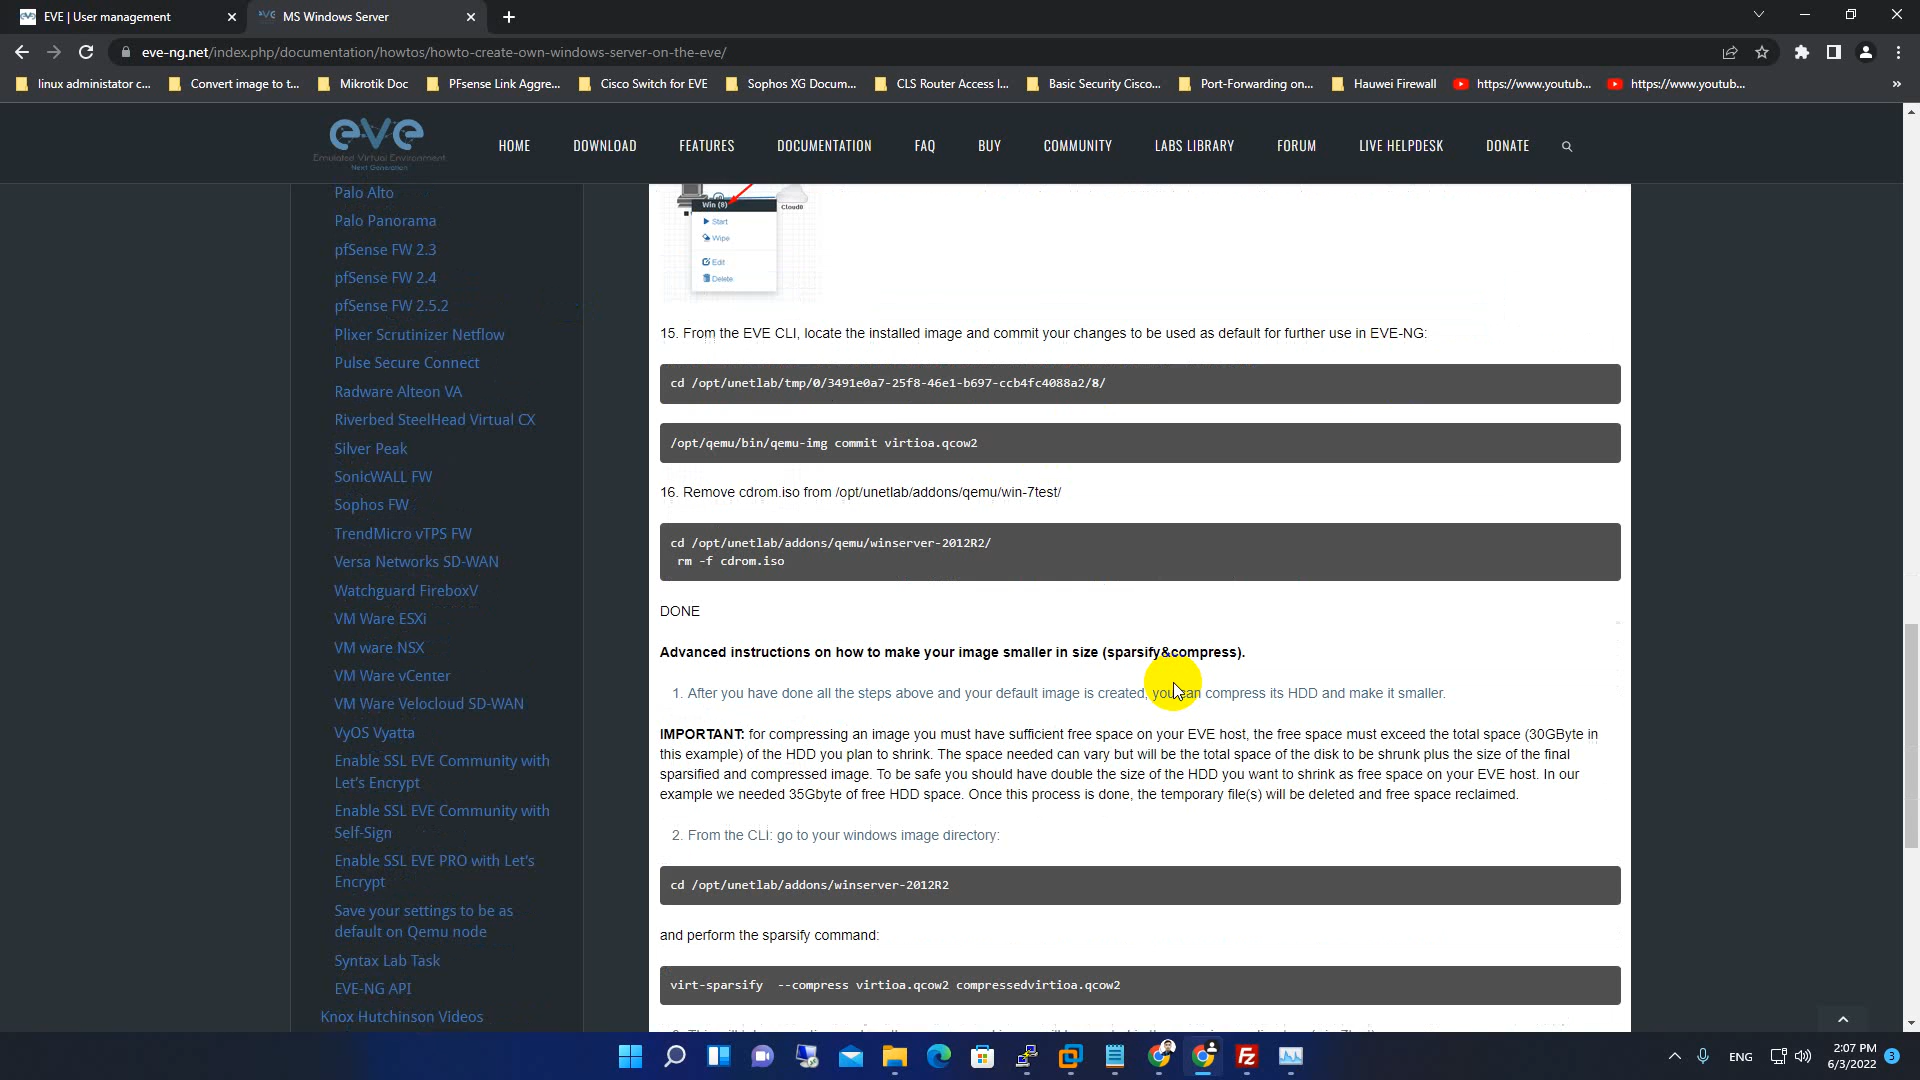 EVE | User management
MS Windows Server
eve-ng.net/index.php/documentation/howtos/howto-create-own-windows-server-on-the-eve/
linux administator c...
Convert image to t...
Mikrotik Doc
PFsense Link Aggre...
Cisco Switch for EVE
Sophos XG Docum...
CLS Router Access l...
Basic Security Cisco...
Port-Forwarding on...
Hauwei Firewall
https://www.youtub...
https://www.youtub...
eve
Emulated Virtual Environment
Next Generation
HOME
DOWNLOAD
FEATURES
DOCUMENTATION
FAQ
BUY
COMMUNITY
LABS LIBRARY
FORUM
LIVE HELPDESK
DONATE
Palo Alto
Palo Panorama
pfSense FW 2.3
pfSense FW 2.4
pfSense FW 2.5.2
Plixer Scrutinizer Netflow
Pulse Secure Connect
Radware Alteon VA
Riverbed SteelHead Virtual CX
Silver Peak
SonicWALL FW
Sophos FW
TrendMicro vTPS FW
Versa Networks SD-WAN
Watchguard FireboxV
VM Ware ESXi
VM ware NSX
VM Ware vCenter
VM Ware Velocloud SD-WAN
VyOS Vyatta
Enable SSL EVE Community with
Let's Encrypt
Enable SSL EVE Community with
Self-Sign
Enable SSL EVE PRO with Let's
Encrypt
Save your settings to be as
default on Qemu node
Syntax Lab Task
EVE-NG API
Knox Hutchinson Videos
Win (8)
Cloud0
Start
Wipe
Edit
Delete
15. From the EVE CLI, locate the installed image and commit your changes to be used as default for further use in EVE-NG:
cd /opt/unetlab/tmp/0/3491e0a7-25f8-46e1-b697-ccb4fc4088a2/8/
/opt/qemu/bin/qemu-img commit virtioa.qcow2
16. Remove cdrom.iso from /opt/unetlab/addons/qemu/win-7test/
cd /opt/unetlab/addons/qemu/winserver-2012R2/
rm -f cdrom.iso
DONE
Advanced instructions on how to make your image smaller in size (sparsify&compress).
1. After you have done all the steps above and your default image is created, you can compress its HDD and make it smaller.
IMPORTANT: for compressing an image you must have sufficient free space on your EVE host, the free space must exceed the total space (30GByte in
this example) of the HDD you plan to shrink. The space needed can vary but will be the total space of the disk to be shrunk plus the size of the final
sparsified and compressed image. To be safe you should have double the size of the HDD you want to shrink as free space on your EVE host. In our
example we needed 35Gbyte of free HDD space. Once this process is done, the temporary file(s) will be deleted and free space reclaimed.
2. From the CLI: go to your windows image directory:
cd /opt/unetlab/addons/winserver-2012R2
and perform the sparsify command:
virt-sparsify --compress virtioa.qcow2 compressedvirtioa.qcow2
ENG
2:07 PM
6/3/2022
3